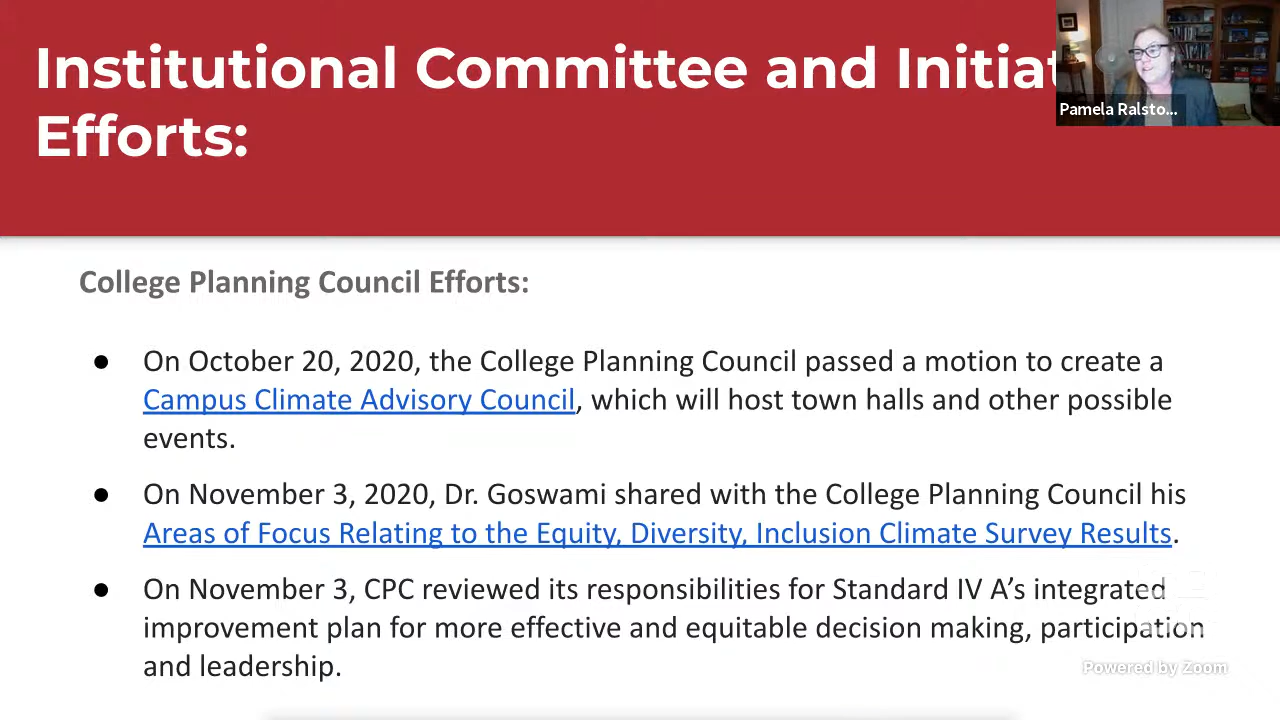 Institutional Committee and Initiat
Efforts:
Pamela Ralsto...
College Planning Council Efforts:
● On October 20, 2020, the College Planning Council passed a motion to create a
Campus Climate Advisory Council, which will host town halls and other possible
events.
● On November 3, 2020, Dr. Goswami shared with the College Planning Council his
Areas of Focus Relating to the Equity, Diversity, Inclusion Climate Survey Results.
● On November 3, CPC reviewed its responsibilities for Standard IV A’s integrated
improvement plan for more effective and equitable decision making, participation
and leadership.
Powered by Zoom